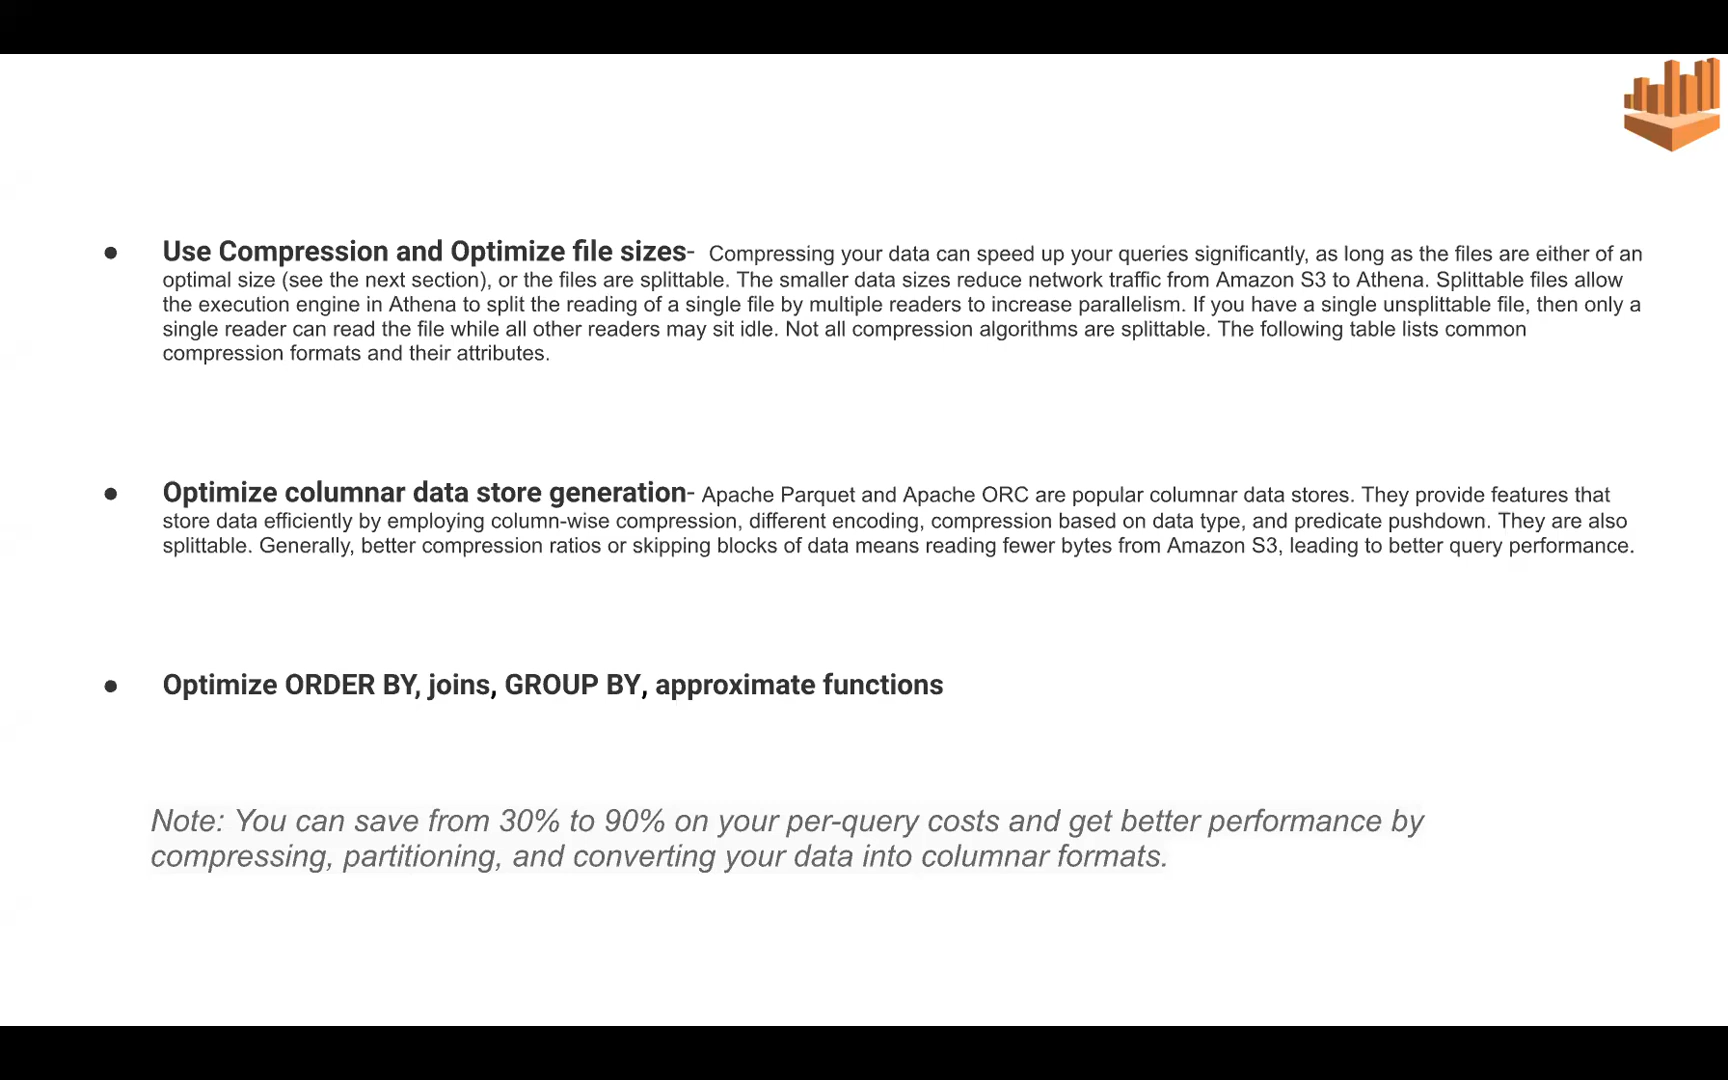 ● Use Compression and Optimize file sizes- Compressing your data can speed up your queries significantly, as long as the files are either of an
optimal size (see the next section), or the files are splittable. The smaller data sizes reduce network traffic from Amazon S3 to Athena. Splittable files allow
the execution engine in Athena to split the reading of a single file by multiple readers to increase parallelism. If you have a single unsplittable file, then only a
single reader can read the file while all other readers may sit idle. Not all compression algorithms are splittable. The following table lists common
compression formats and their attributes.
● Optimize columnar data store generation- Apache Parquet and Apache ORC are popular columnar data stores. They provide features that
store data efficiently by employing column-wise compression, different encoding, compression based on data type, and predicate pushdown. They are also
splittable. Generally, better compression ratios or skipping blocks of data means reading fewer bytes from Amazon S3, leading to better query performance.
● Optimize ORDER BY, joins, GROUP BY, approximate functions
Note: You can save from 30% to 90% on your per-query costs and get better performance by
compressing, partitioning, and converting your data into columnar formats.